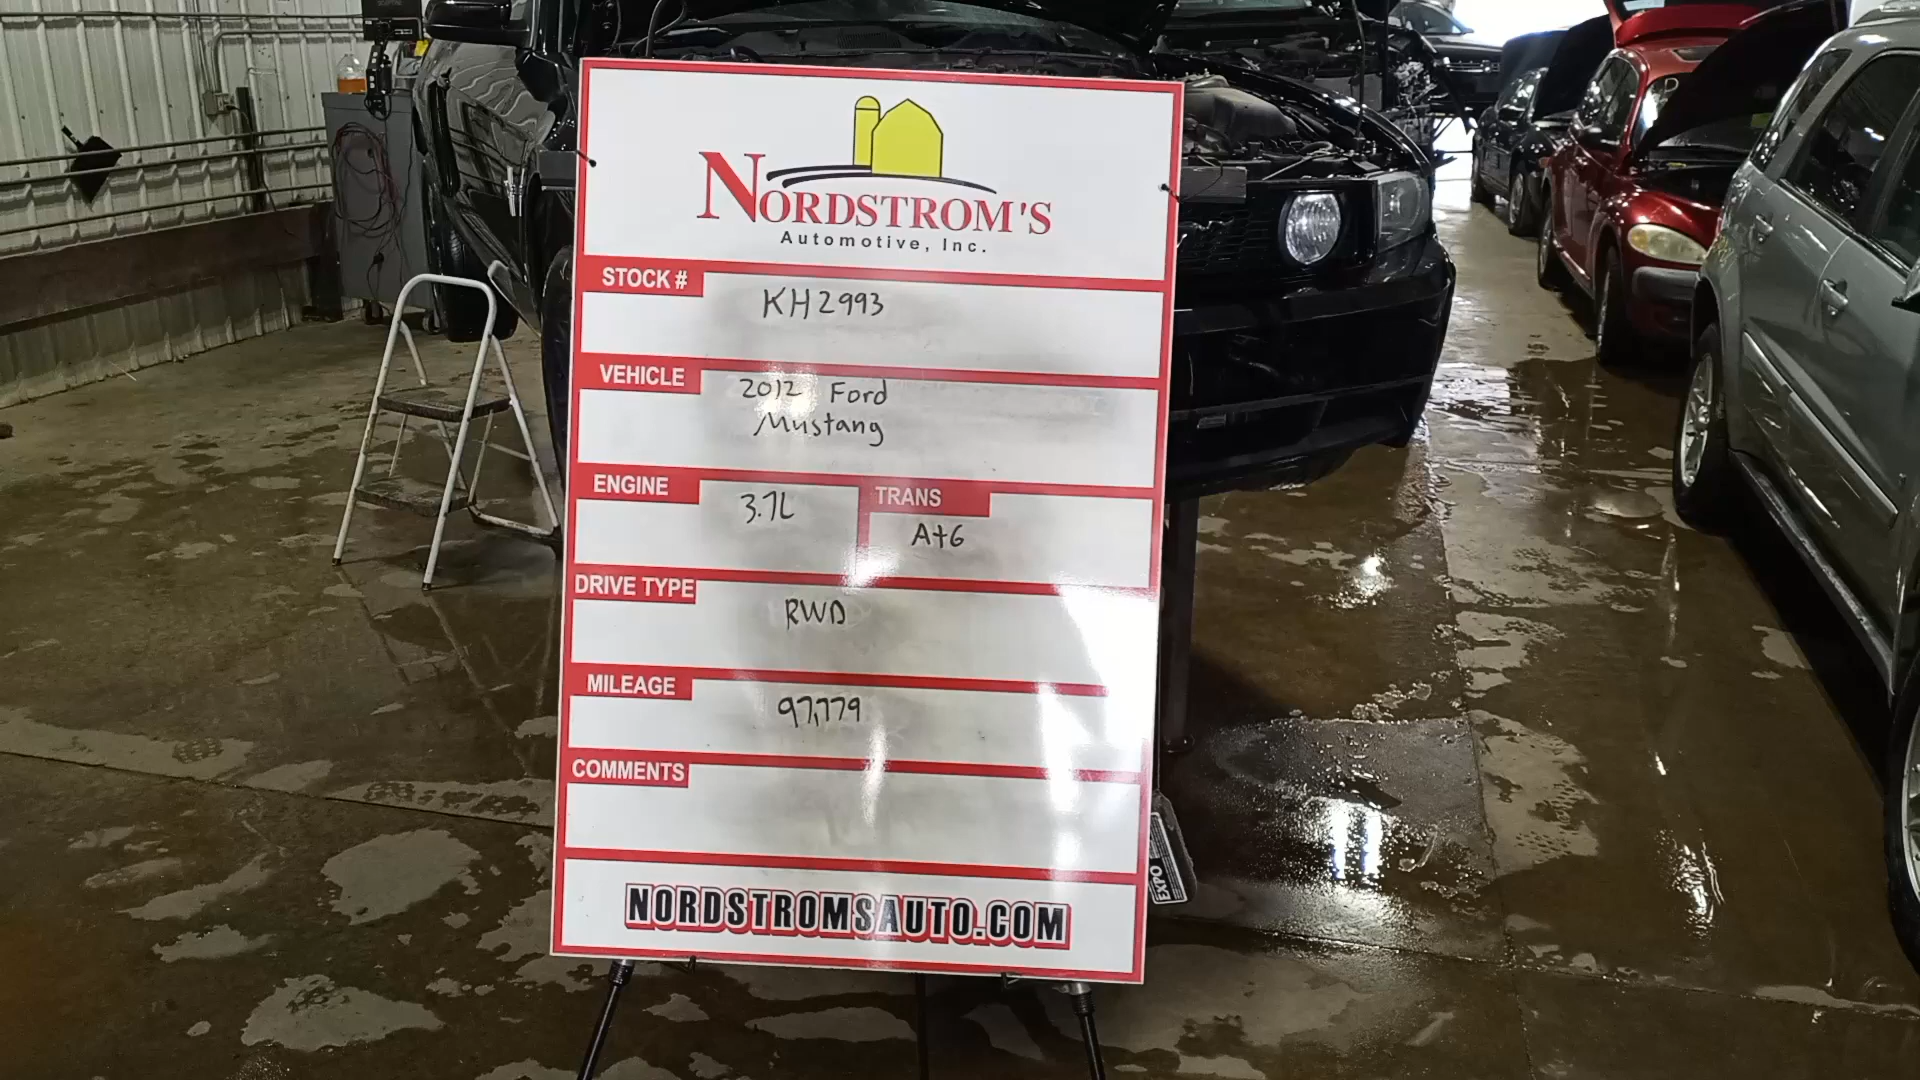 NORDSTROM'S
Automotive, Inc.
STOCK #
KH2993
VEHICLE
2012 Ford
Mustang
ENGINE
3.7L
TRANS
At6
DRIVE TYPE
RWD
MILEAGE
97,779
COMMENTS
NORDSTROMSAUTO.COM
EXPO